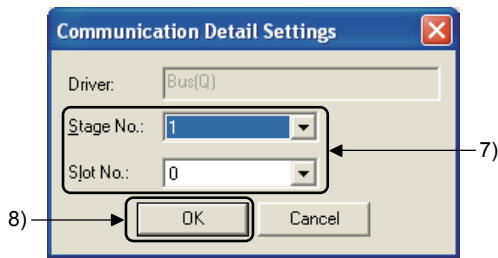 Communication Detail Settings
Driver: Bus(Q)
Stage No.: 1
7)
Slot No.: 0
8) OK Cancel